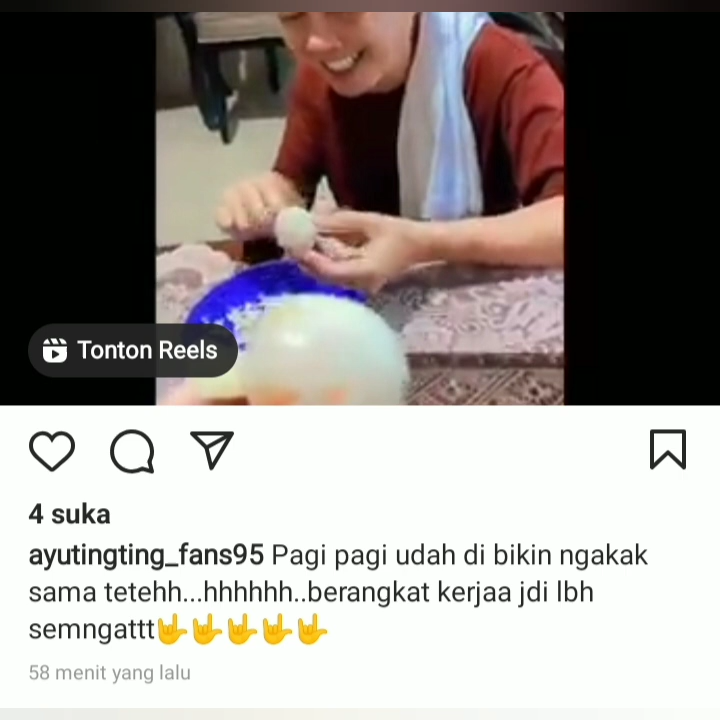 Tonton Reels
4 suka
ayutingting_fans95 Pagi pagi udah di bikin ngakak
sama tetehh...hhhhhh..berangkat kerjaa jdi lbh
semngattt🤟🤟🤟🤟🤟
58 menit yang lalu